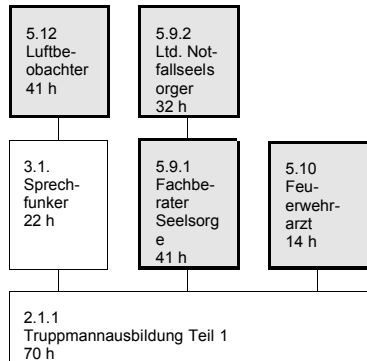 5.12
Luftbe-
obachter
41 h
5.9.2
Ltd. Not-
fallseels
orger
32 h
3.1.
Sprech-
funker
22 h
5.9.1
Fachbe-
rater
Seelsorg
e
41 h
5.10
Feu-
erwehr-
arzt
14 h
2.1.1
Truppmannausbildung Teil 1
70 h